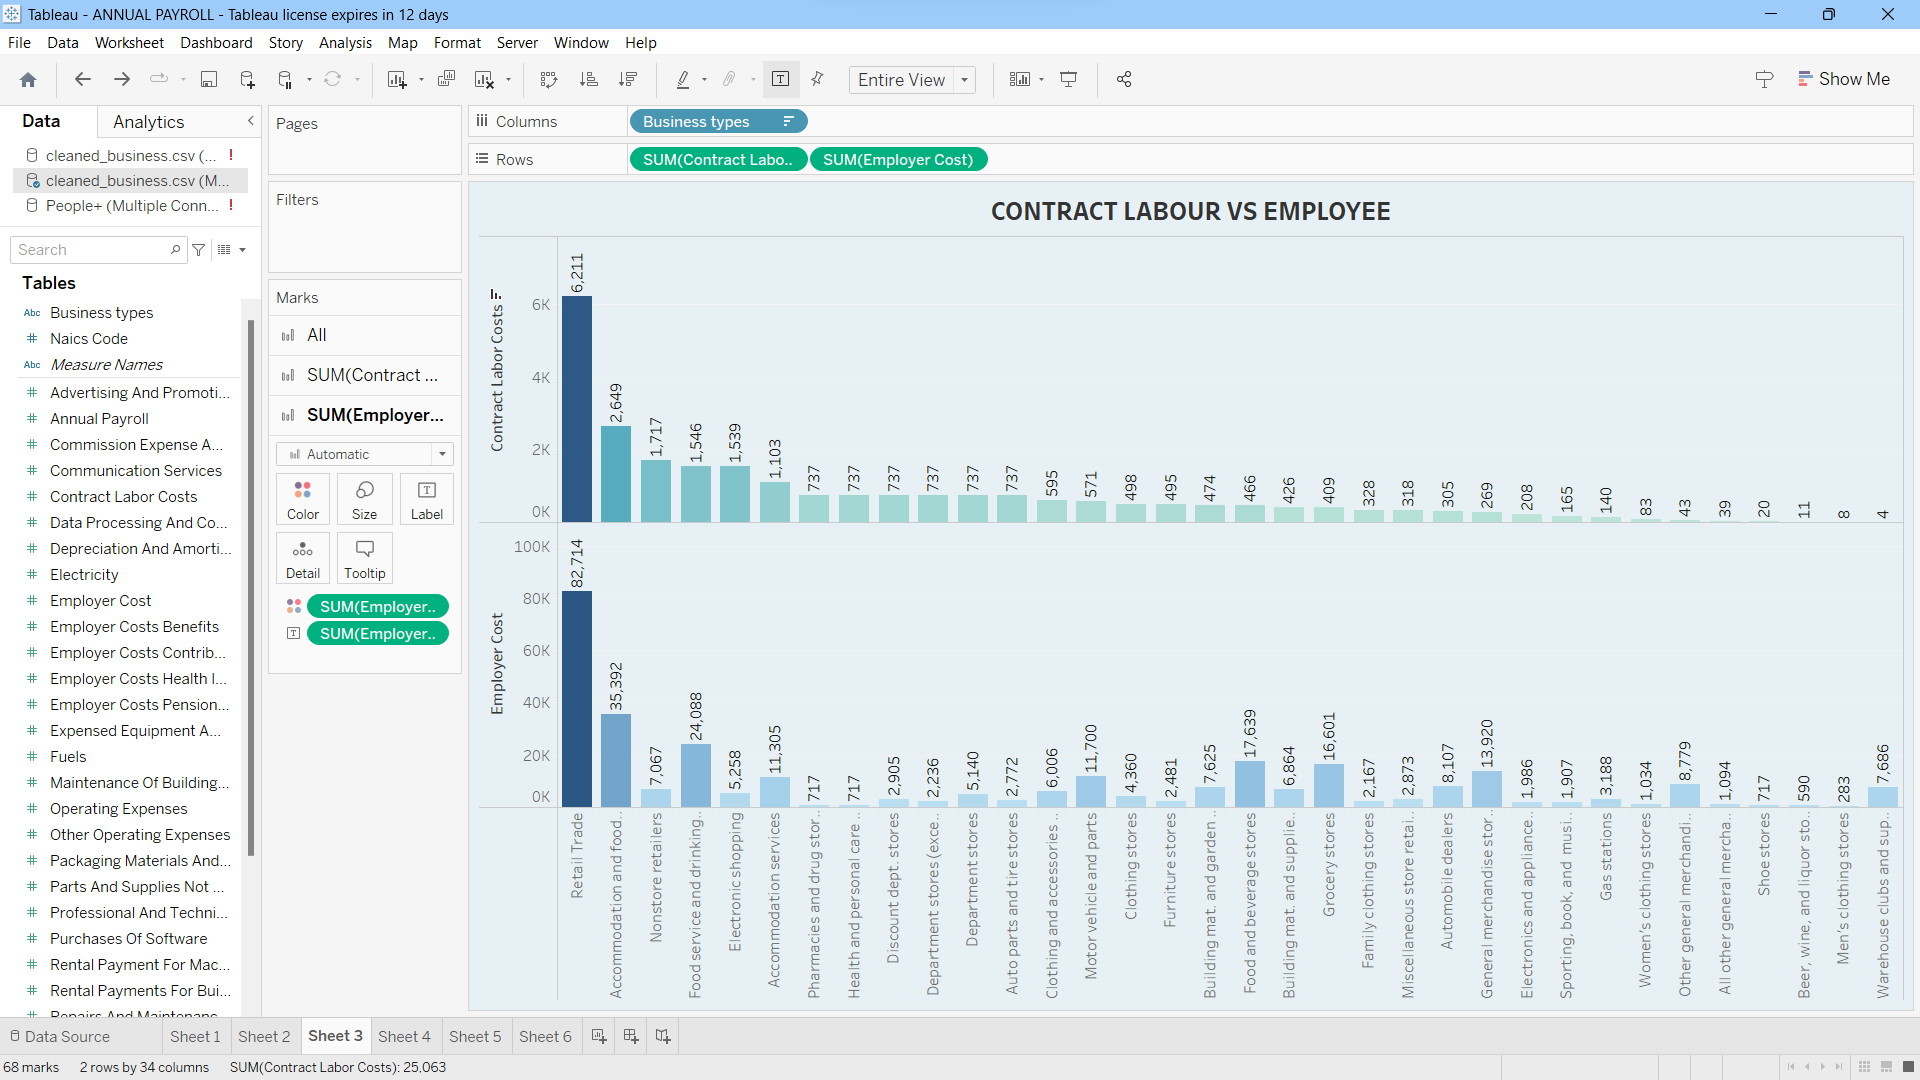 Tableau - ANNUAL PAYROLL - Tableau license expires in 12 days
File Data Worksheet Dashboard Story Analysis Map Format Server Window Help
Entire View
Show Me
Data Analytics
cleaned_business.csv (... !
cleaned_business.csv (M...
People+ (Multiple Conn... !
Search
Tables
Abc Business types
# Naics Code
Abc Measure Names
# Advertising And Promoti...
# Annual Payroll
# Commission Expense A...
# Communication Services
# Contract Labor Costs
# Data Processing And Co...
# Depreciation And Amorti...
# Electricity
# Employer Cost
# Employer Costs Benefits
# Employer Costs Contrib...
# Employer Costs Health I...
# Employer Costs Pension...
# Expensed Equipment A...
# Fuels
# Maintenance Of Building...
# Operating Expenses
# Other Operating Expenses
# Packaging Materials And...
# Parts And Supplies Not ...
# Professional And Techni...
# Purchases Of Software
# Rental Payment For Mac...
# Rental Payments For Bui...
# Repairs And Maintenanc...
Pages
Filters
Marks
All
SUM(Contract ...
SUM(Employer...
Automatic
Color Size Label
Detail Tooltip
SUM(Employer..
SUM(Employer..
Columns Business types
Rows SUM(Contract Labo.. SUM(Employer Cost)
CONTRACT LABOUR VS EMPLOYEE
Contract Labor Costs
6K
4K
2K
0K
6,211 2,649 1,717 1,546 1,539 1,103 737 737 737 737 737 737 595 571 498 495 474 466 426 409 328 318 305 269 208 165 140 83 43 39 20 11 8 4
Employer Cost
100K
80K
60K
40K
20K
0K
82,714 35,392 7,067 24,088 5,258 11,305 717 717 2,905 2,236 5,140 2,772 6,006 11,700 4,360 2,481 7,625 17,639 6,864 16,601 2,167 2,873 8,107 13,920 1,986 1,907 3,188 1,034 8,779 1,094 717 590 283 7,686
Retail Trade
Accommodation and food..
Nonstore retailers
Food service and drinking..
Electronic shopping
Accommodation services
Pharmacies and drug stor..
Health and personal care ..
Discount dept. stores
Department stores (exce..
Department stores
Auto parts and tire stores
Clothing and accessories ..
Motor vehicle and parts
Clothing stores
Furniture stores
Building mat. and garden ..
Food and beverage stores
Building mat. and supplie..
Grocery stores
Family clothing stores
Miscellaneous store retai..
Automobile dealers
General merchandise stor..
Electronics and appliance..
Sporting, book, and musi..
Gas stations
Women's clothing stores
Other general merchandi..
All other general mercha..
Shoe stores
Beer, wine, and liquor sto..
Men's clothing stores
Warehouse clubs and sup..
Data Source Sheet 1 Sheet 2 Sheet 3 Sheet 4 Sheet 5 Sheet 6
68 marks 2 rows by 34 columns SUM(Contract Labor Costs): 25,063